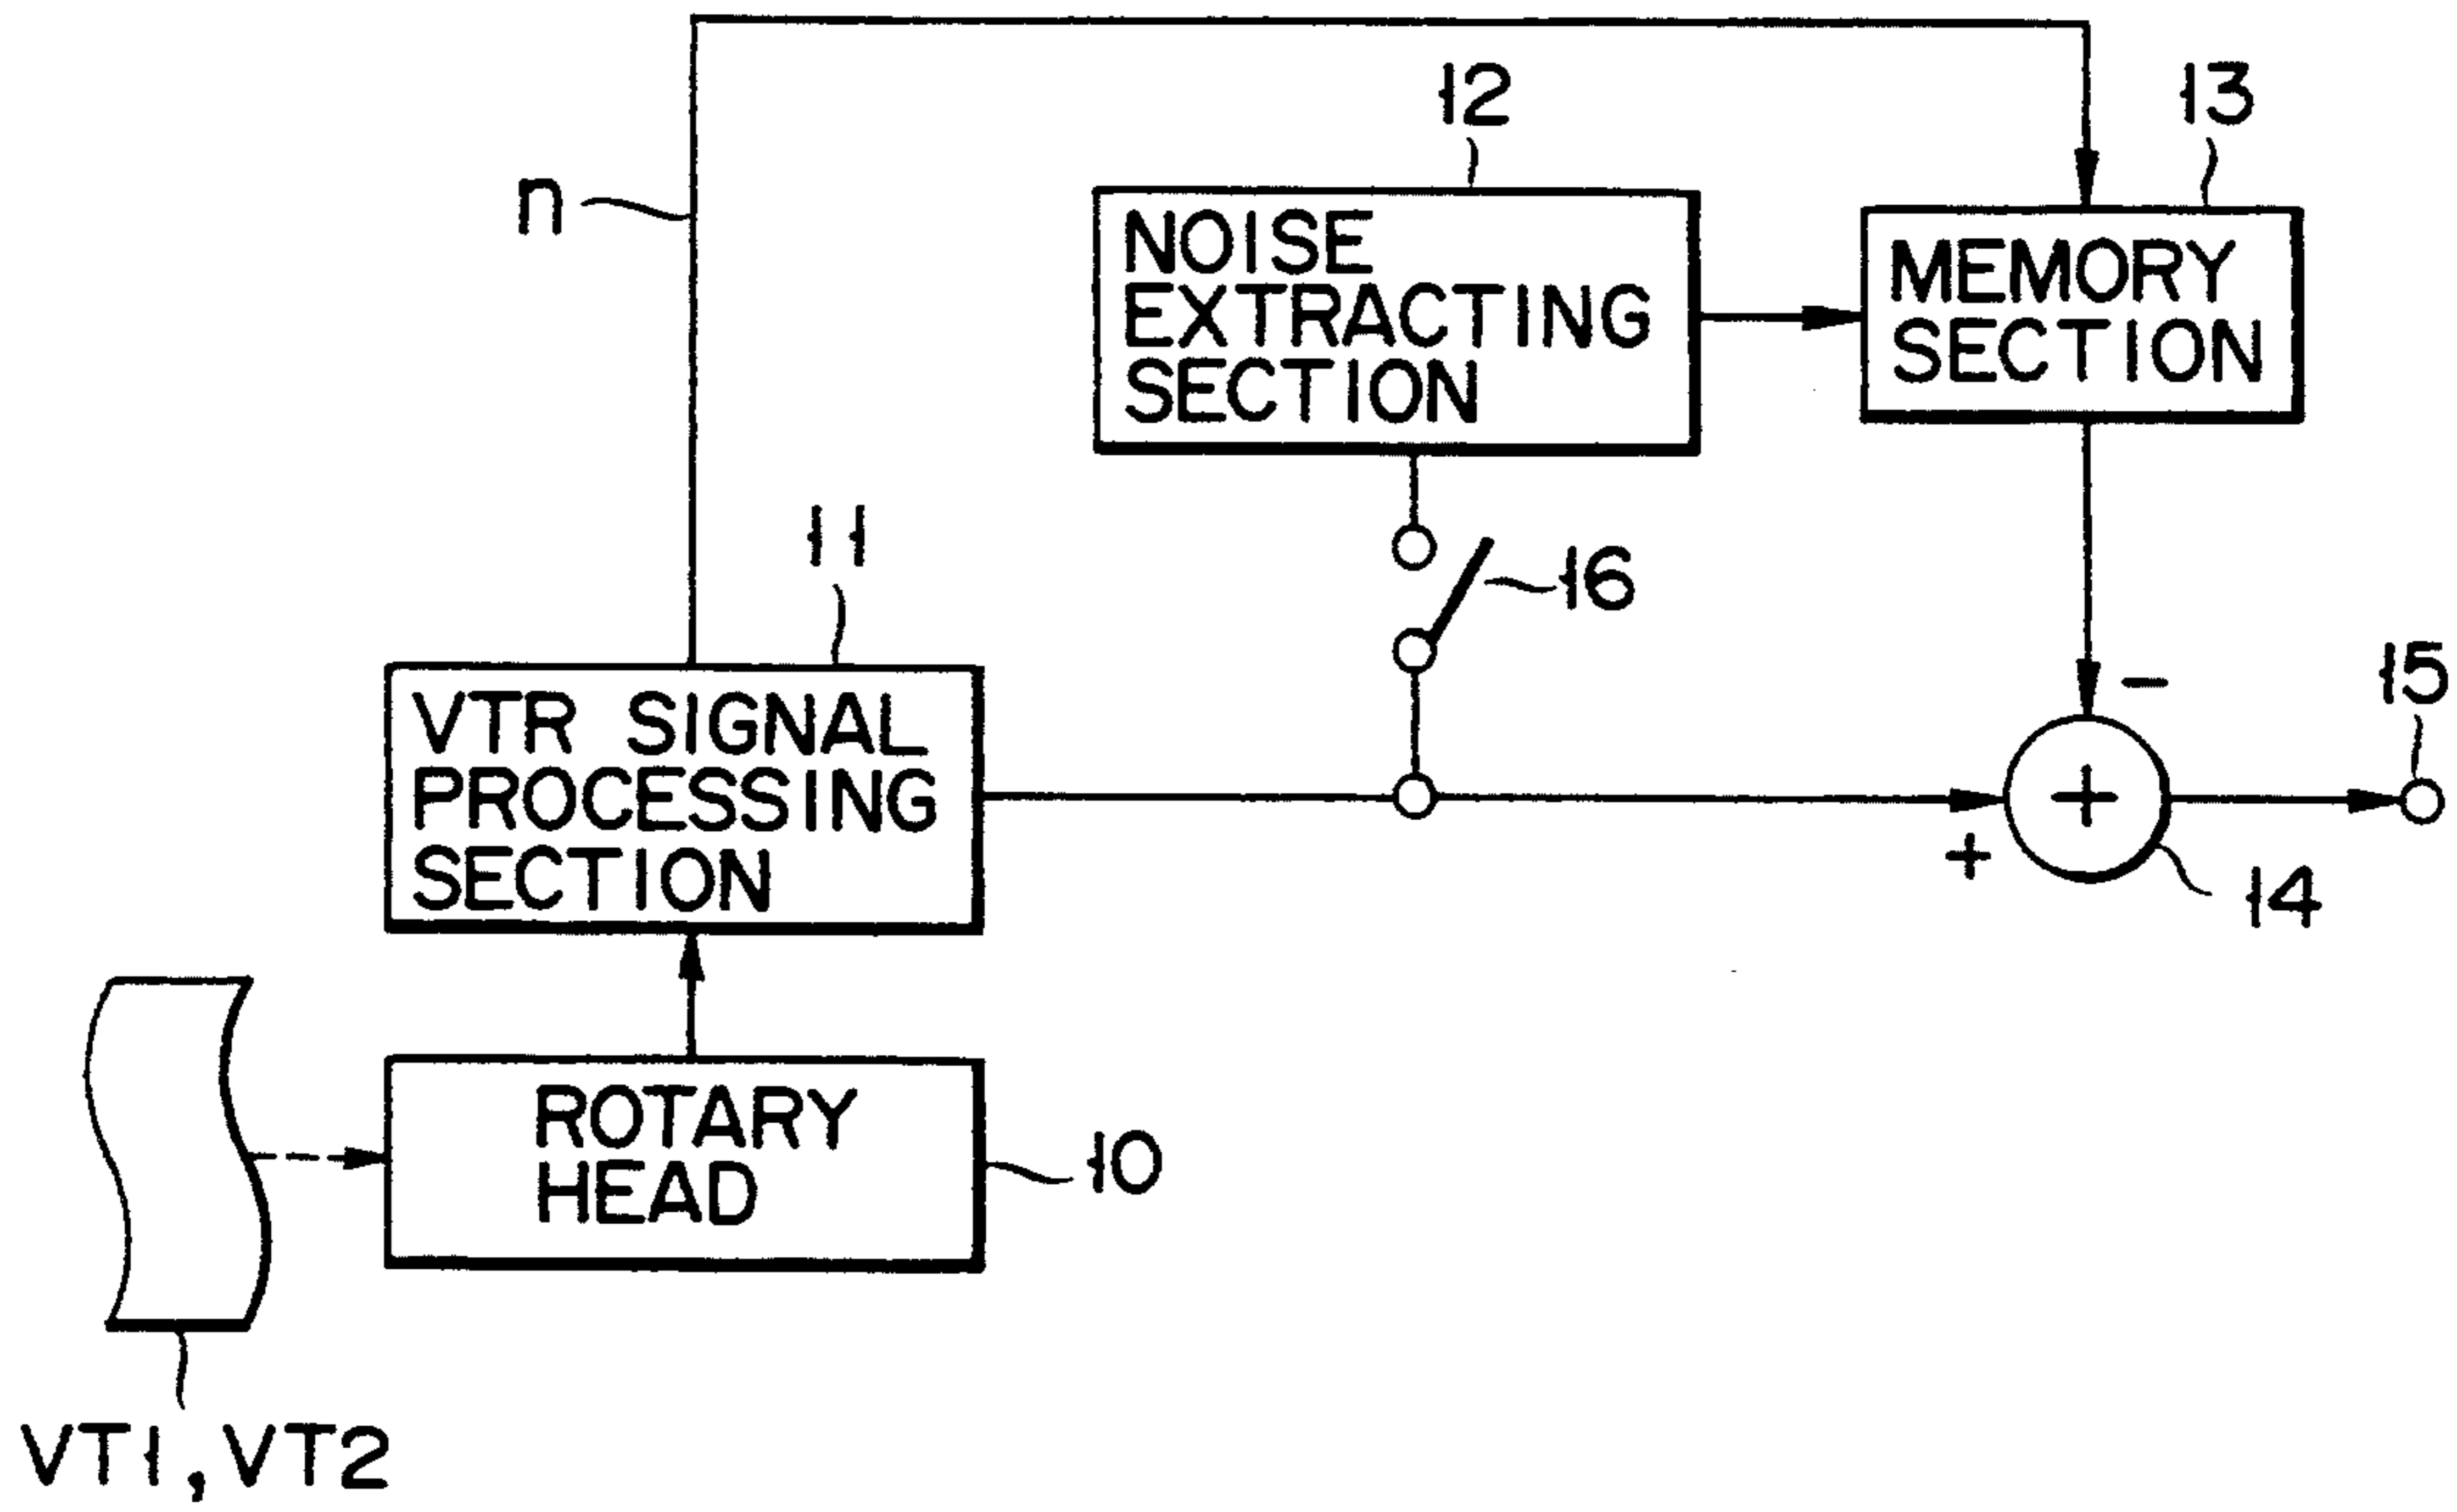 12
13
n
NOISE
EXTRACTING
SECTION
MEMORY
SECTION
11
16
15
VTR SIGNAL
PROCESSING
SECTION
-
+
+
14
ROTARY
HEAD
10
VT1, VT2